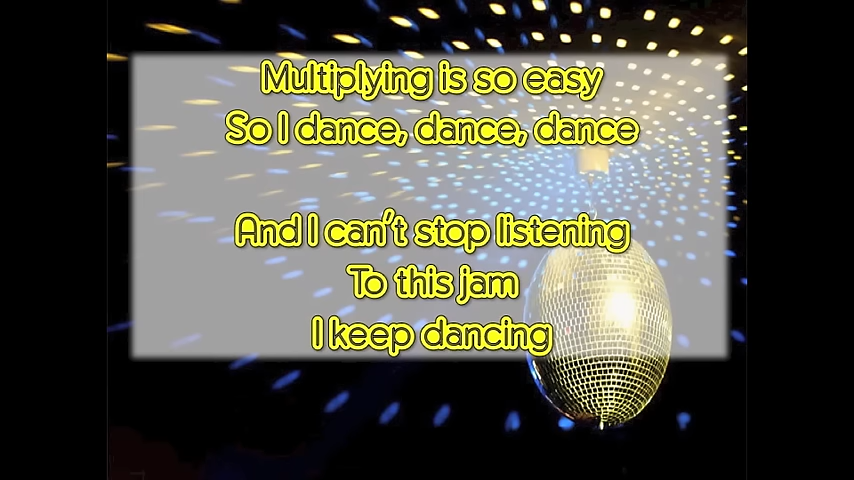 Multiplying is so easy
So I dance, dance, dance
And I can't stop listening
To this jam
I keep dancing